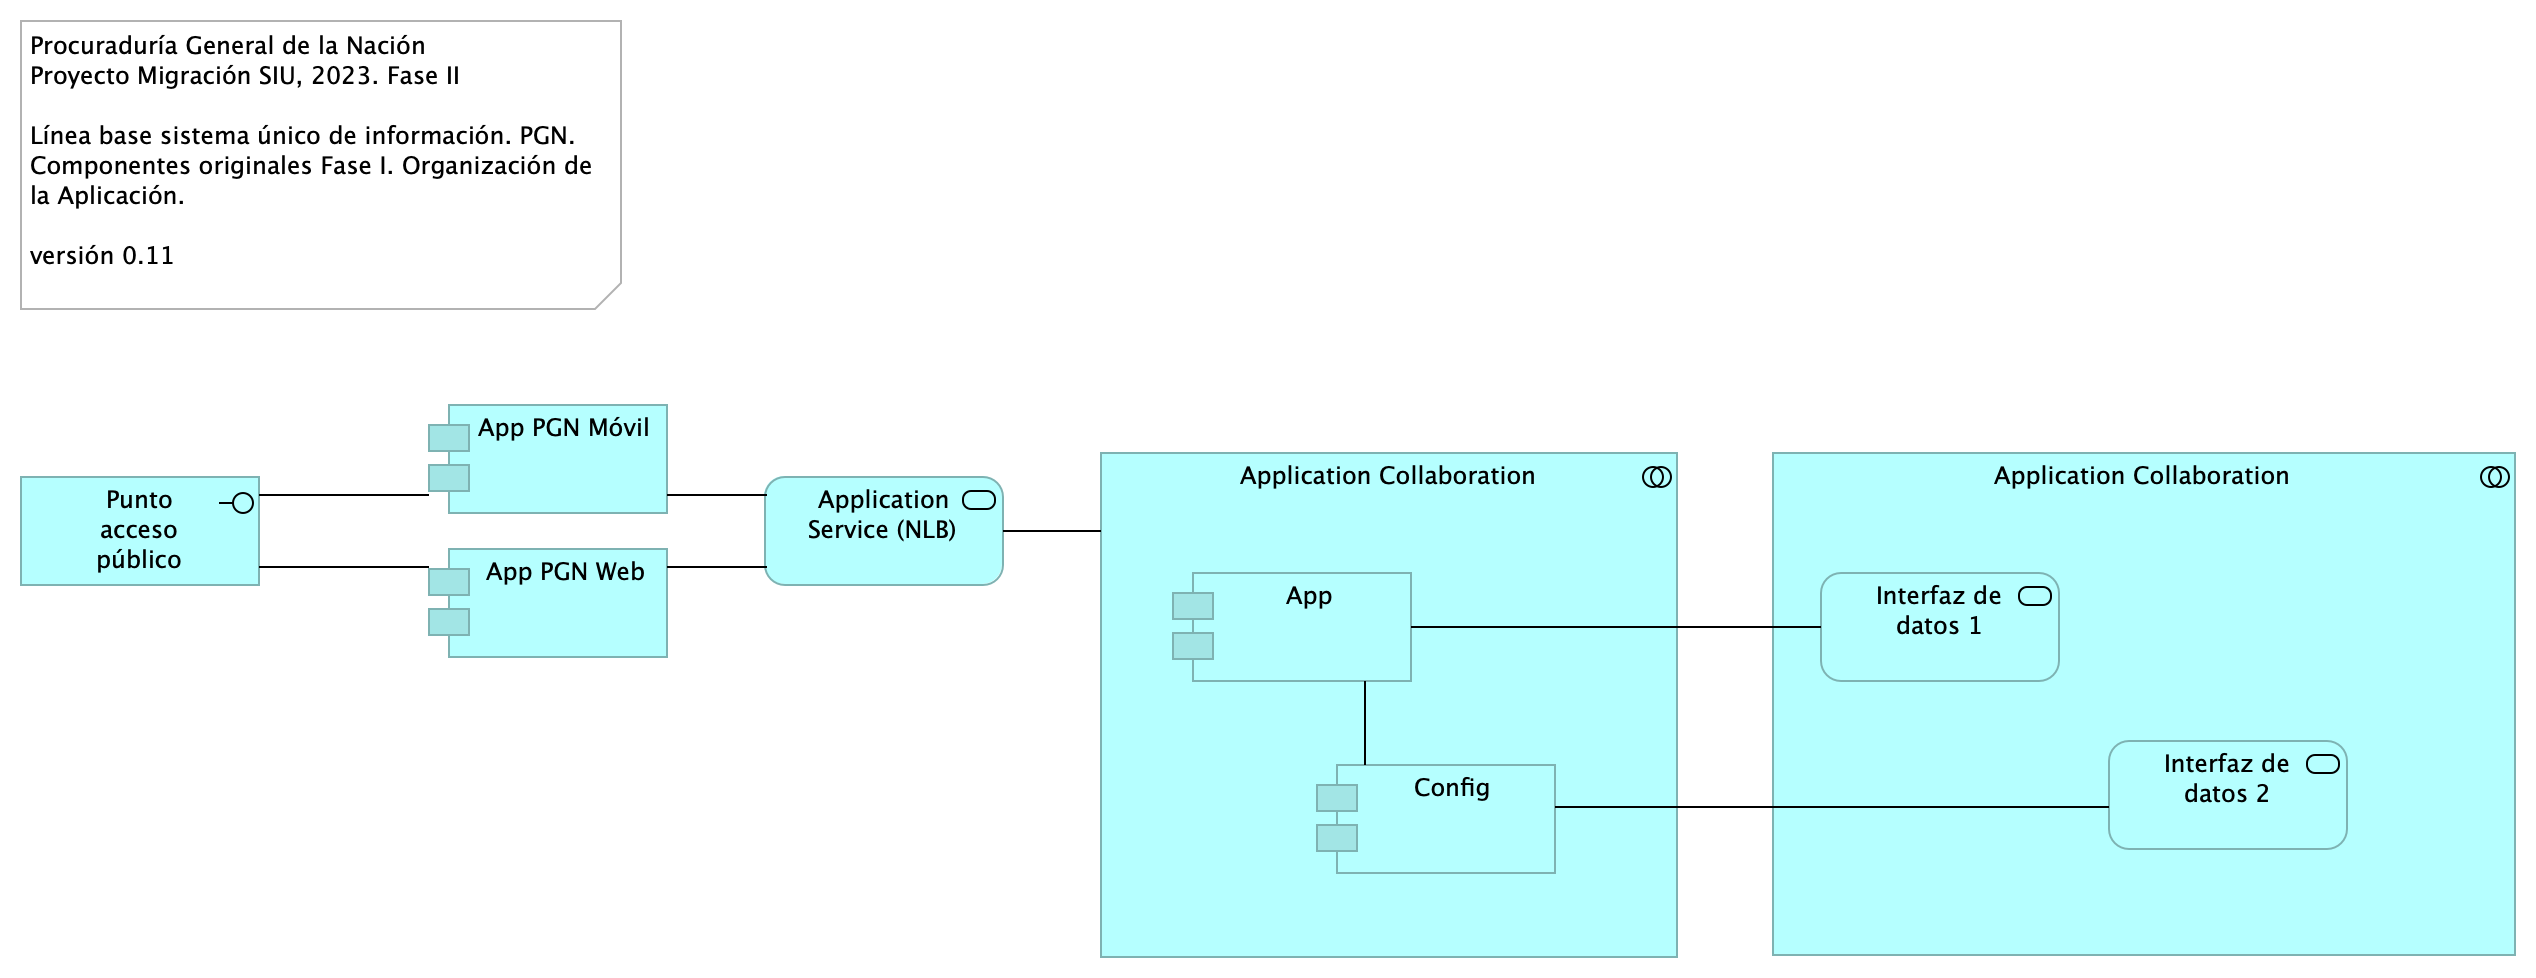 Procuraduría General de la Nación
Proyecto Migración SIU, 2023. Fase II
Línea base sistema único de información. PGN.
Componentes originales Fase I. Organización de
la Aplicación.
versión 0.11
Punto
acceso
público
App PGN Móvil
App PGN Web
Application
Service (NLB)
Application Collaboration
App
Config
Application Collaboration
Interfaz de
datos 1
Interfaz de
datos 2